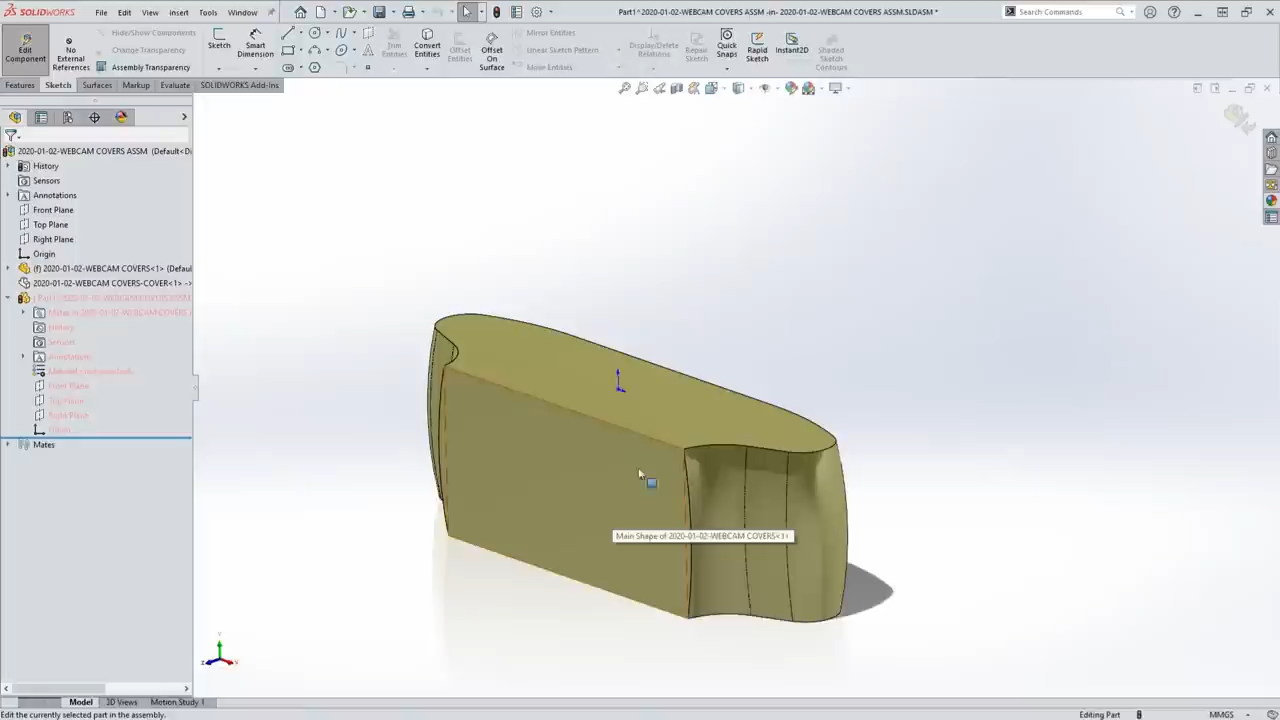 SOLIDWORKS
File
Edit
View
Insert
Tools
Window
Part1^2020-01-02-WEBCAM COVERS ASSM -in- 2020-01-02-WEBCAM COVERS ASSM.SLDASM *
Search Commands
Edit Component
No External References
Hide/Show Components
Change Transparency
Assembly Transparency
Sketch
Smart Dimension
Trim Entities
Convert Entities
Offset Entities
Offset On Surface
Mirror Entities
Linear Sketch Pattern
Move Entities
Display/Delete Relations
Repair Sketch
Quick Snaps
Rapid Sketch
Instant2D
Shaded Sketch Contours
Features
Sketch
Surfaces
Markup
Evaluate
SOLIDWORKS Add-Ins
2020-01-02-WEBCAM COVERS ASSM (Default<Di
History
Sensors
Annotations
Front Plane
Top Plane
Right Plane
Origin
(f) 2020-01-02-WEBCAM COVERS<1> (Defau
2020-01-02-WEBCAM COVERS-COVER<1> ->
History
Sensors
Annotations
Front Plane
Top Plane
Right Plane
Origin
Mates
Main Shape of 2020-01-02-WEBCAM COVERS<1>
Y
Model
3D Views
Motion Study 1
Edit the currently selected part in the assembly.
Editing Part
MMGS